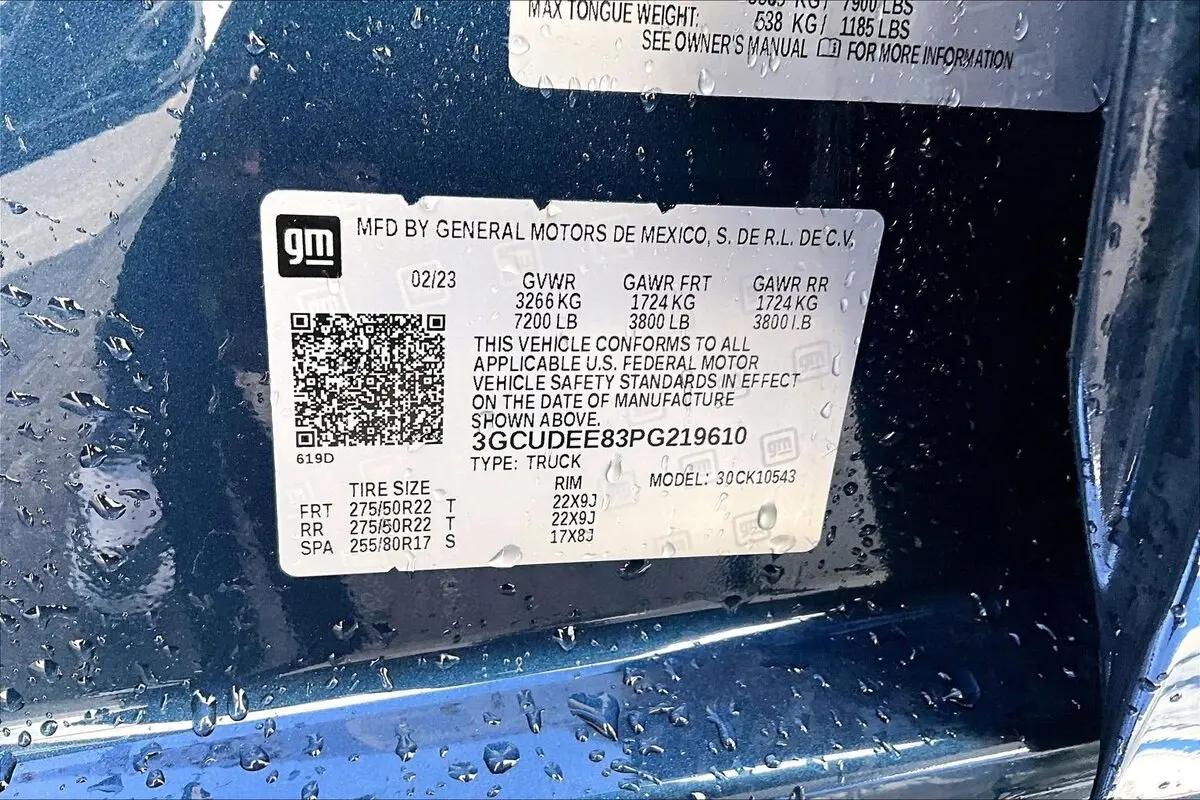 KG / 7900 LBS
MAX TONGUE WEIGHT: 538 KG / 1185 LBS
SEE OWNER'S MANUAL FOR MORE INFORMATION
gm
MFD BY GENERAL MOTORS DE MEXICO, S. DE R.L. DE C.V.
02/23 GVWR GAWR FRT GAWR RR
3266 KG 1724 KG 1724 KG
7200 LB 3800 LB 3800 LB
THIS VEHICLE CONFORMS TO ALL
APPLICABLE U.S. FEDERAL MOTOR
VEHICLE SAFETY STANDARDS IN EFFECT
ON THE DATE OF MANUFACTURE
SHOWN ABOVE.
3GCUDEE83PG219610
619D
TYPE: TRUCK
MODEL: 30CK10543
TIRE SIZE RIM
FRT 275/50R22 T 22X9J
RR 275/50R22 T 22X9J
SPA 255/80R17 S 17X8J